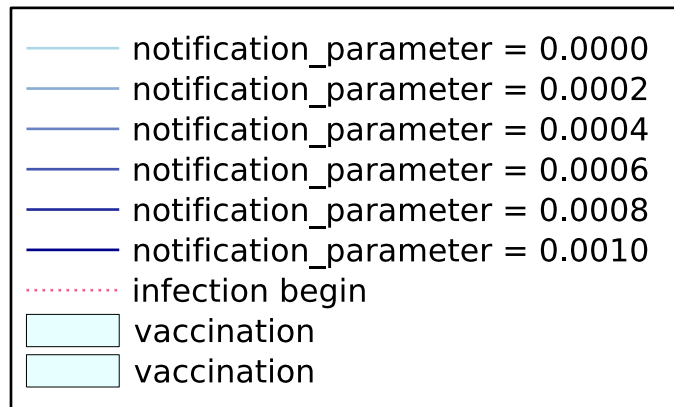 notification_parameter = 0.0000
notification_parameter = 0.0002
notification_parameter = 0.0004
notification_parameter = 0.0006
notification_parameter = 0.0008
notification_parameter = 0.0010
infection begin
vaccination
vaccination